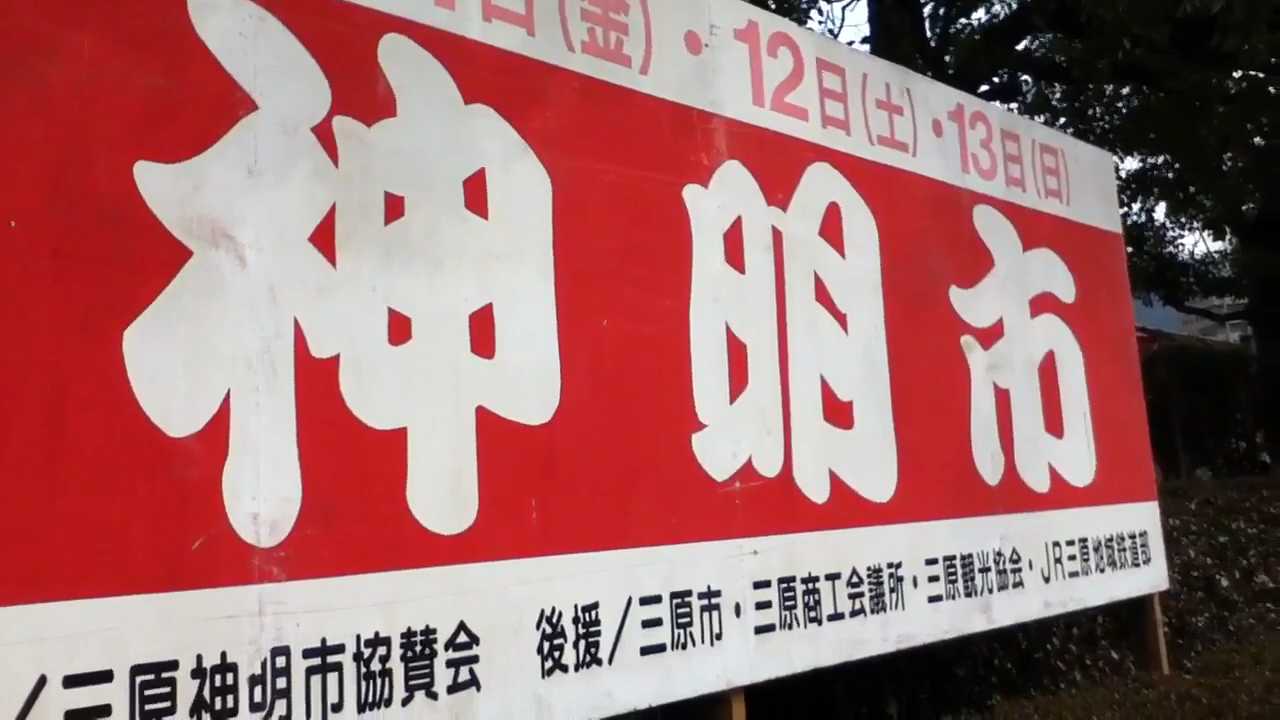 日(金)・12日(土)・13日(日)
神明市
/三原神明市協賛会 後援/三原市・三原商工会議所・三原観光協会・JR三原地域鉄道部